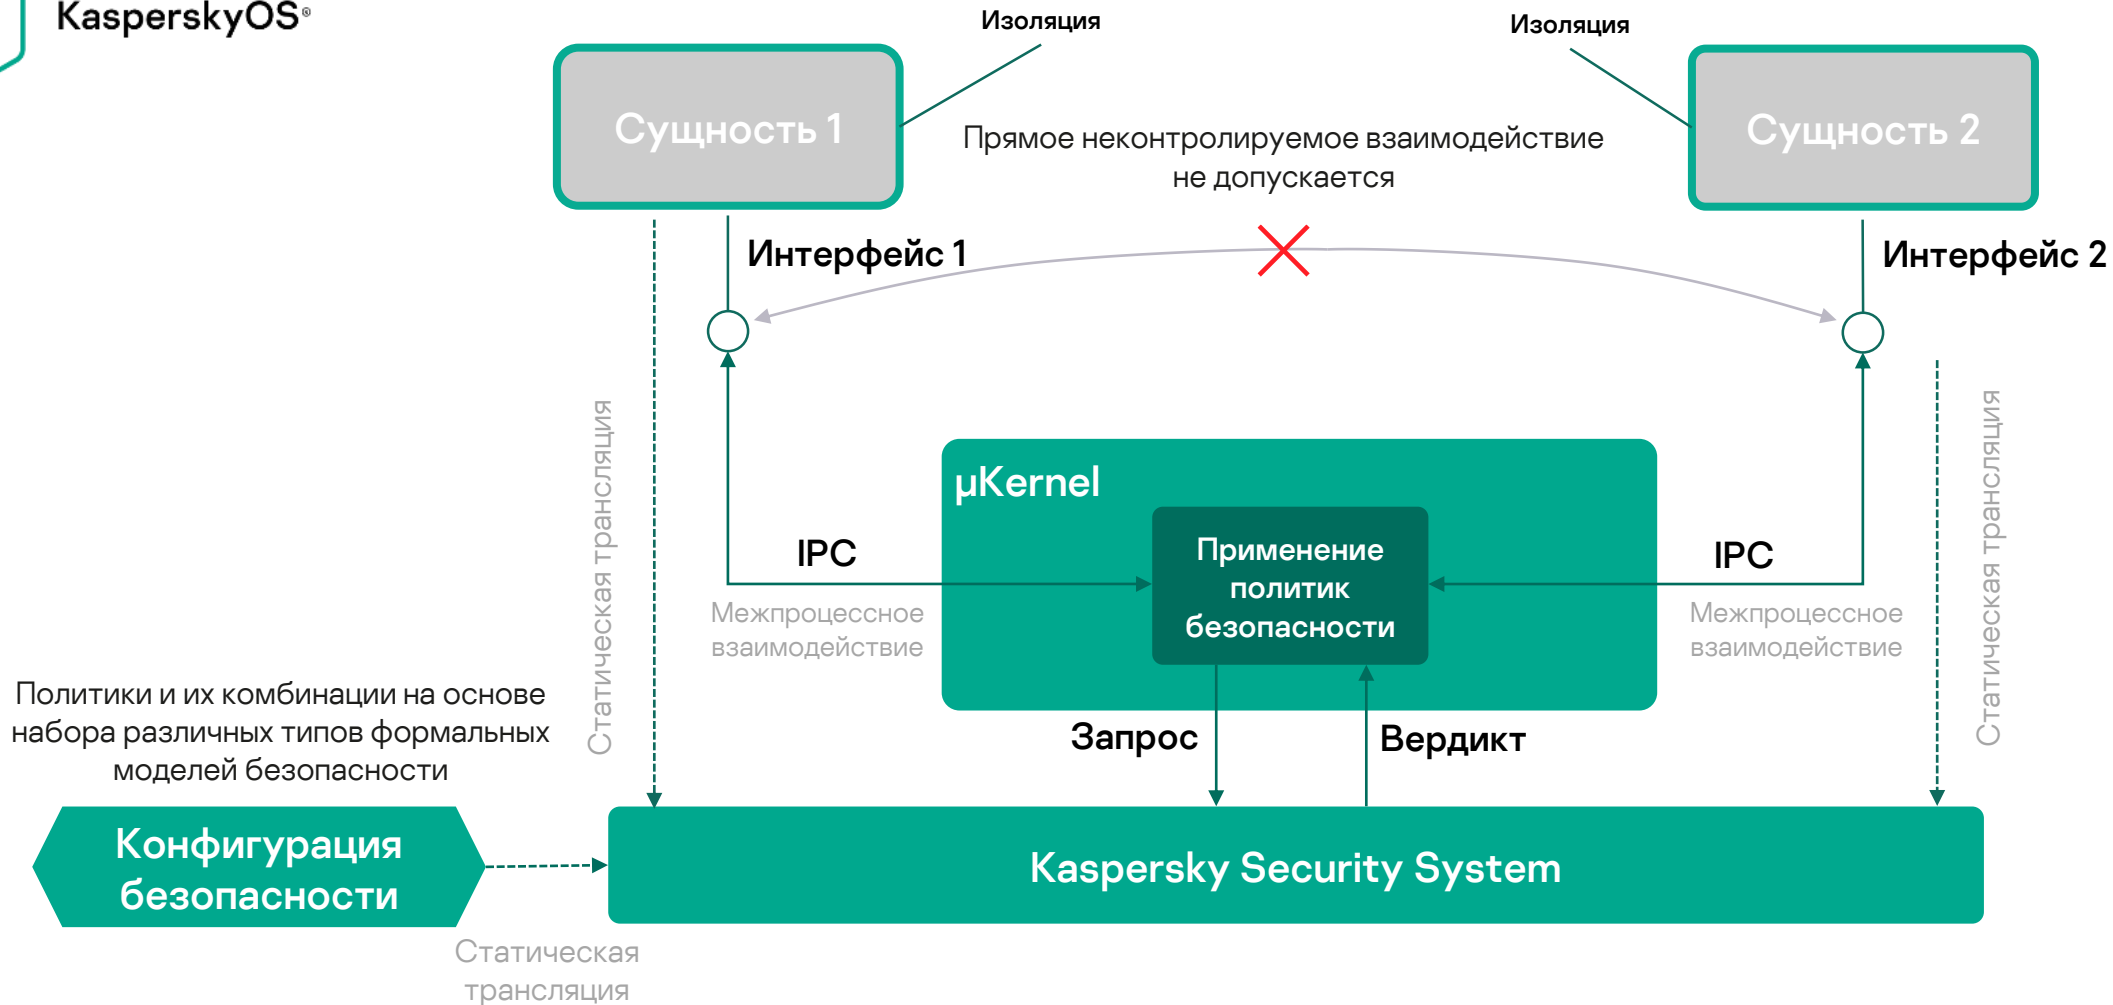 KasperskyOS®
Изоляция
Изоляция
Сущность 1
Сущность 2
Прямое неконтролируемое взаимодействие
не допускается
Интерфейс 1
Интерфейс 2
Статическая трансляция
Статическая трансляция
µKernel
Применение
политик
безопасности
IPC
Межпроцессное
взаимодействие
IPC
Межпроцессное
взаимодействие
Запрос
Вердикт
Политики и их комбинации на основе
набора различных типов формальных
моделей безопасности
Конфигурация
безопасности
Kaspersky Security System
Статическая
трансляция